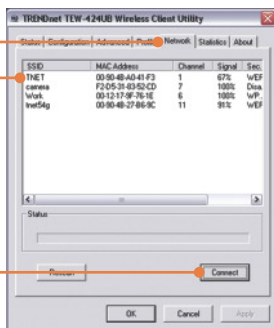 TRENDnet TEW-424UB Wireless Client Utility
Status Configuration Advanced Profile Network Statistics About
SSID MAC Address Channel Signal Sec.
TNET 00-90-4B-A0-41-F3 1 67% WEF
camera F2-D5-31-83-52-CD 7 100% Disa.
Work 00-12-17-9F-76-1E 6 100% WP..
tnet54g 00-90-4B-27-86-9C 11 91% WEF
Status
Rescan Connect
OK Cancel Apply